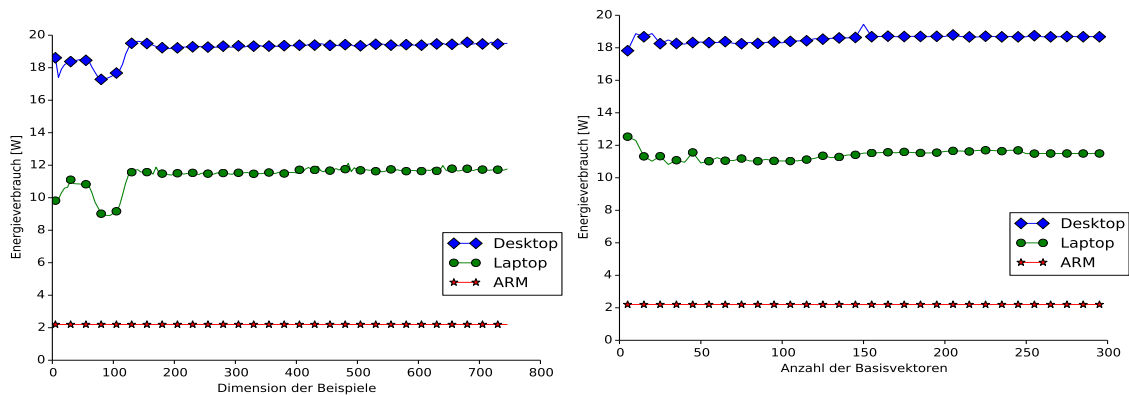 20
18
16
14
12
10
8
6
4
2
0
Energieverbrauch [W]
0 100 200 300 400 500 600 700 800
Dimension der Beispiele
Desktop
Laptop
ARM
20
18
16
14
12
10
8
6
4
2
0
Energieverbrauch [W]
0 50 100 150 200 250 300
Anzahl der Basisvektoren
Desktop
Laptop
ARM